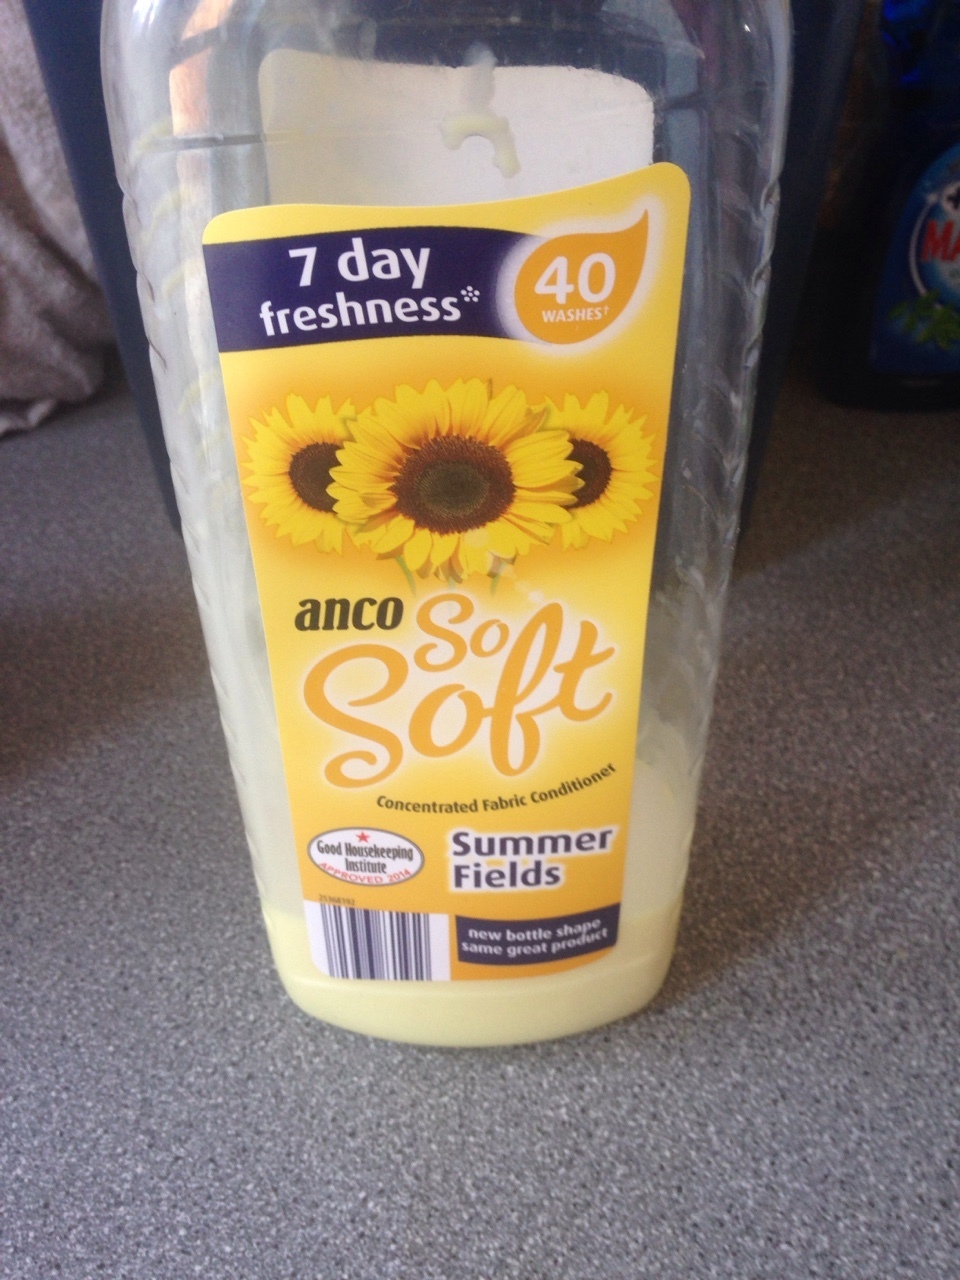 7 day
freshness*
40
WASHES†
anco
So
Soft
Concentrated Fabric Conditioner
Good Housekeeping
Institute
APPROVED 2014
Summer
Fields
new bottle shape
same great product